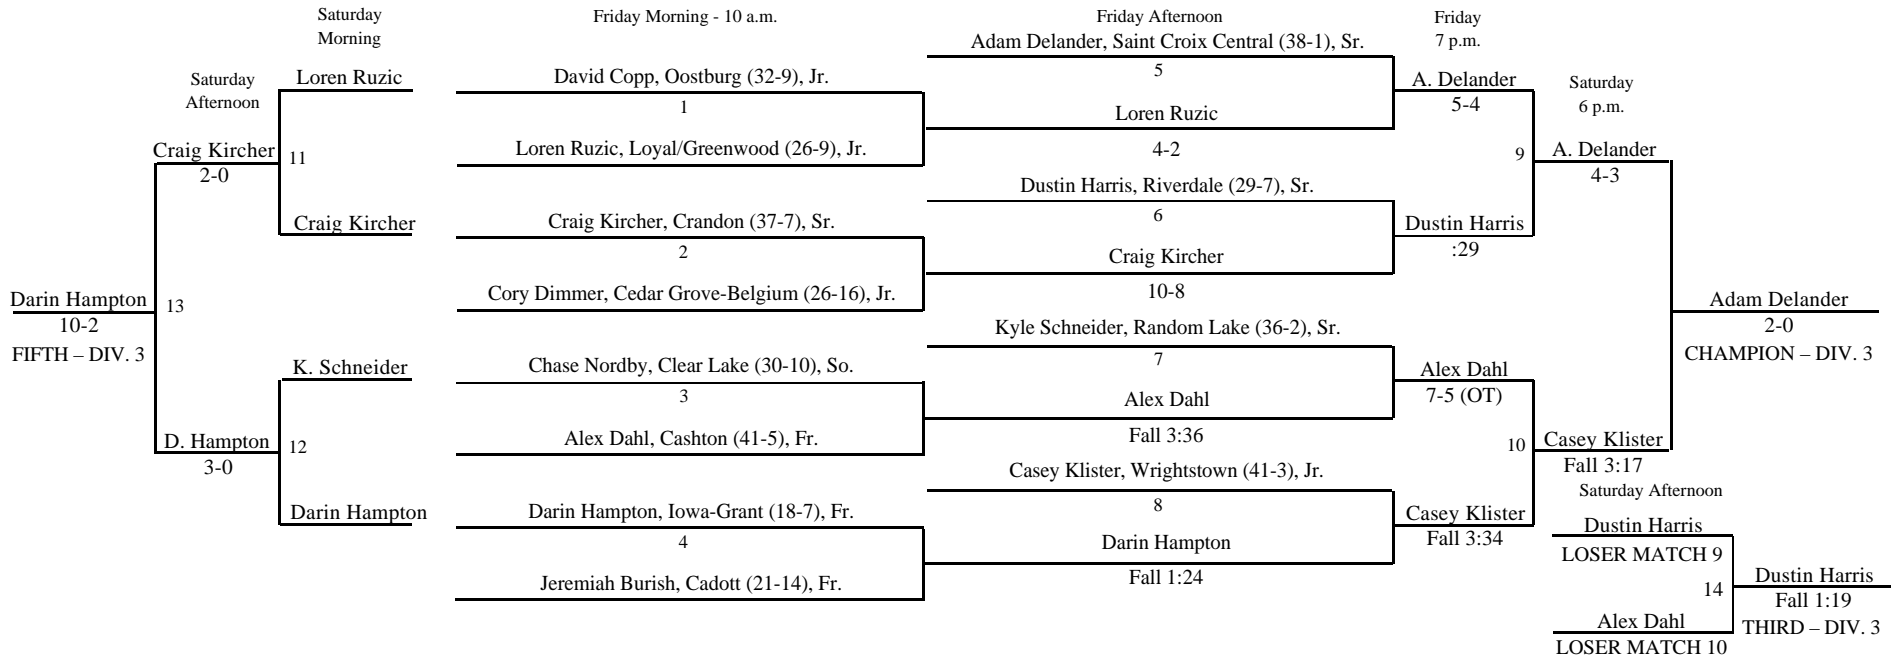 Saturday
Morning
Friday Morning - 10 a.m.
Friday Afternoon
Friday
7 p.m.
Saturday
Afternoon
Saturday
6 p.m.
Loren Ruzic
Craig Kircher
2-0
11
Craig Kircher
Darin Hampton
10-2
FIFTH – DIV. 3
13
K. Schneider
D. Hampton
3-0
12
Darin Hampton
David Copp, Oostburg (32-9), Jr.
1
Loren Ruzic, Loyal/Greenwood (26-9), Jr.
Craig Kircher, Crandon (37-7), Sr.
2
Cory Dimmer, Cedar Grove-Belgium (26-16), Jr.
Chase Nordby, Clear Lake (30-10), So.
3
Alex Dahl, Cashton (41-5), Fr.
Darin Hampton, Iowa-Grant (18-7), Fr.
4
Jeremiah Burish, Cadott (21-14), Fr.
Adam Delander, Saint Croix Central (38-1), Sr.
5
Loren Ruzic
4-2
Dustin Harris, Riverdale (29-7), Sr.
6
Craig Kircher
10-8
Kyle Schneider, Random Lake (36-2), Sr.
7
Alex Dahl
Fall 3:36
Casey Klister, Wrightstown (41-3), Jr.
8
Darin Hampton
Fall 1:24
A. Delander
5-4
9
Dustin Harris
:29
Alex Dahl
7-5 (OT)
10
Casey Klister
Fall 3:34
A. Delander
4-3
Casey Klister
Fall 3:17
Adam Delander
2-0
CHAMPION – DIV. 3
Saturday Afternoon
Dustin Harris
LOSER MATCH 9
14
Alex Dahl
LOSER MATCH 10
Dustin Harris
Fall 1:19
THIRD – DIV. 3